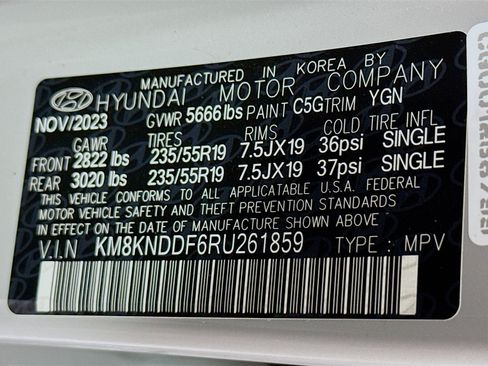 MANUFACTURED IN KOREA BY
HYUNDAI MOTOR COMPANY
NOV/2023 GVWR 5666 lbs PAINT C5G TRIM YGN
GAWR TIRES RIMS COLD TIRE INFL
FRONT 2822 lbs 235/55R19 7.5JX19 36psi SINGLE
REAR 3020 lbs 235/55R19 7.5JX19 37psi SINGLE
THIS VEHICLE CONFORMS TO ALL APPLICABLE U.S.A. FEDERAL
MOTOR VEHICLE SAFETY AND THEFT PREVENTION STANDARDS
IN EFFECT ON THE DATE OF MANUFACTURE SHOWN ABOVE.
V.I.N KM8KNDDF6RU261859 TYPE : MPV